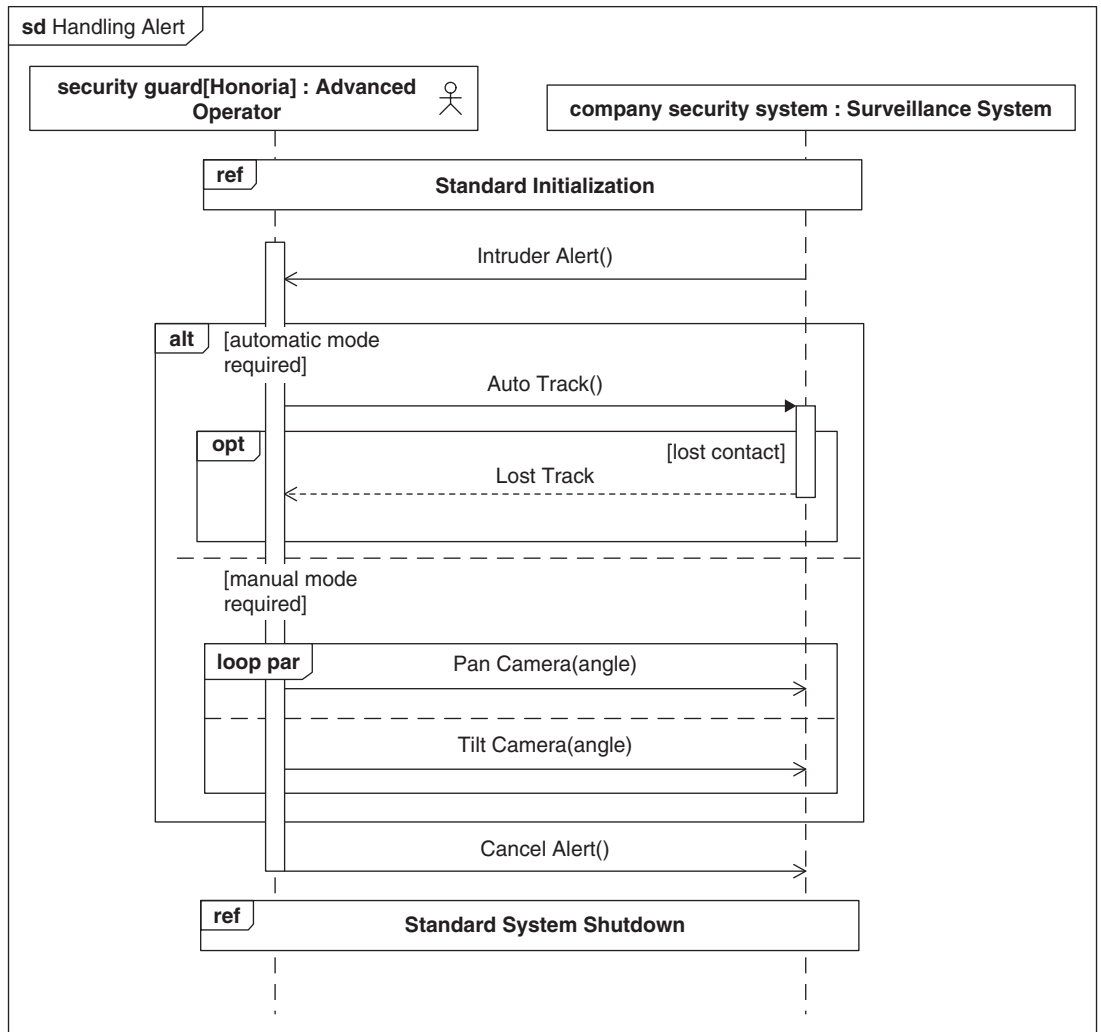 sd Handling Alert
security guard[Honoria] : Advanced
Operator
company security system : Surveillance System
ref
Standard Initialization
Intruder Alert()
alt
[automatic mode
required]
Auto Track()
opt
[lost contact]
Lost Track
[manual mode
required]
loop par
Pan Camera(angle)
Tilt Camera(angle)
Cancel Alert()
ref
Standard System Shutdown